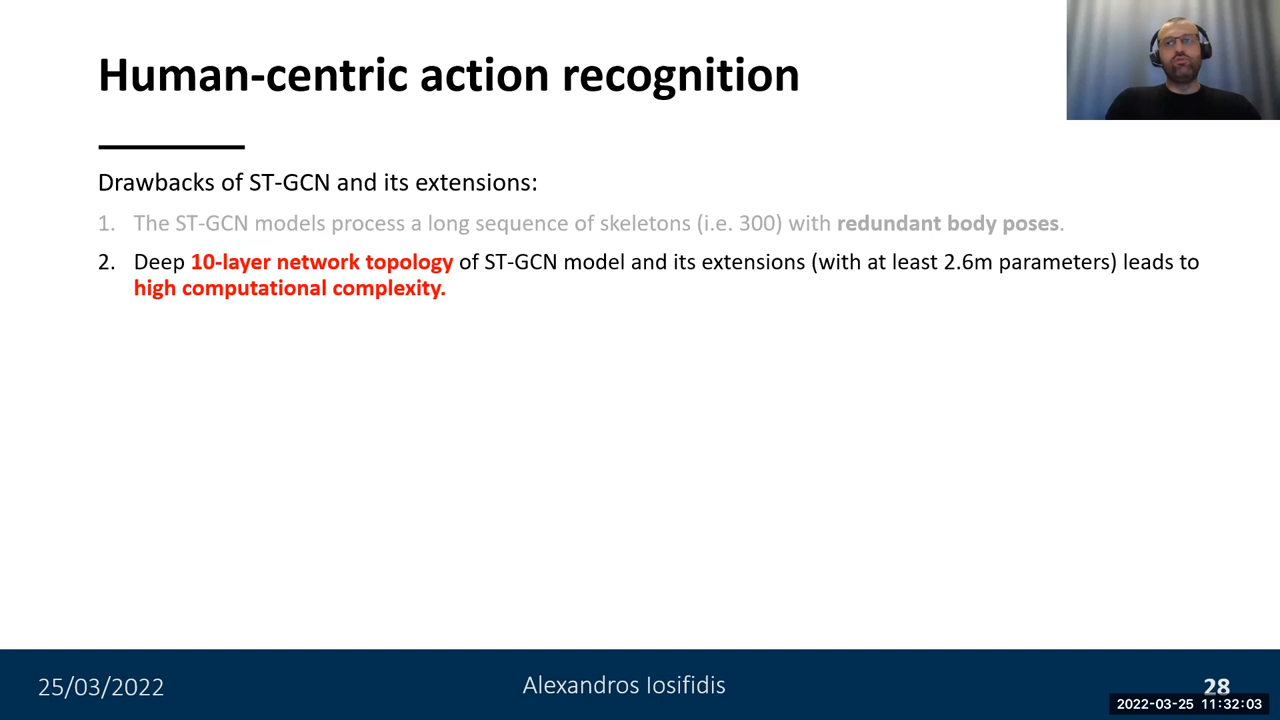 Human-centric action recognition
Drawbacks of ST-GCN and its extensions:
1. The ST-GCN models process a long sequence of skeletons (i.e. 300) with redundant body poses.
2. Deep 10-layer network topology of ST-GCN model and its extensions (with at least 2.6m parameters) leads to
high computational complexity.
25/03/2022
Alexandros Iosifidis
28
2022-03-25 11:32:03